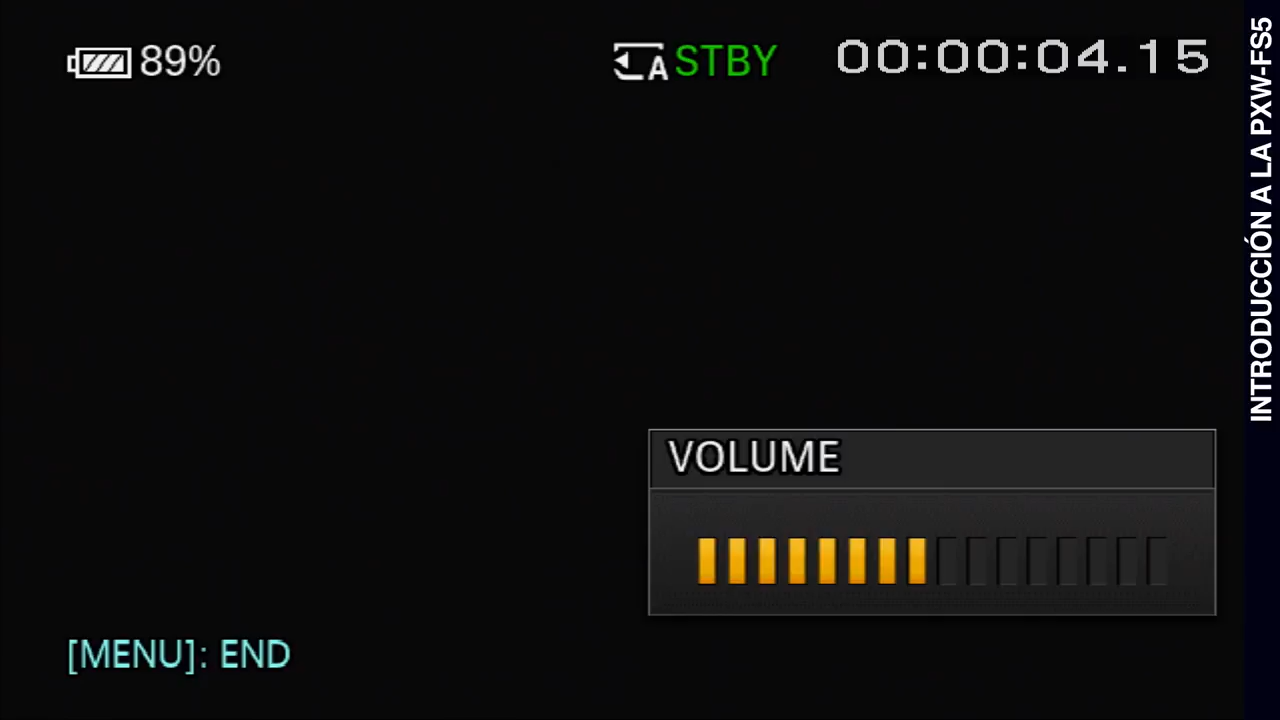 89%
A STBY 00:00:04.15
VOLUME
[MENU]: END
INTRODUCCIÓN A LA PXW-FS5